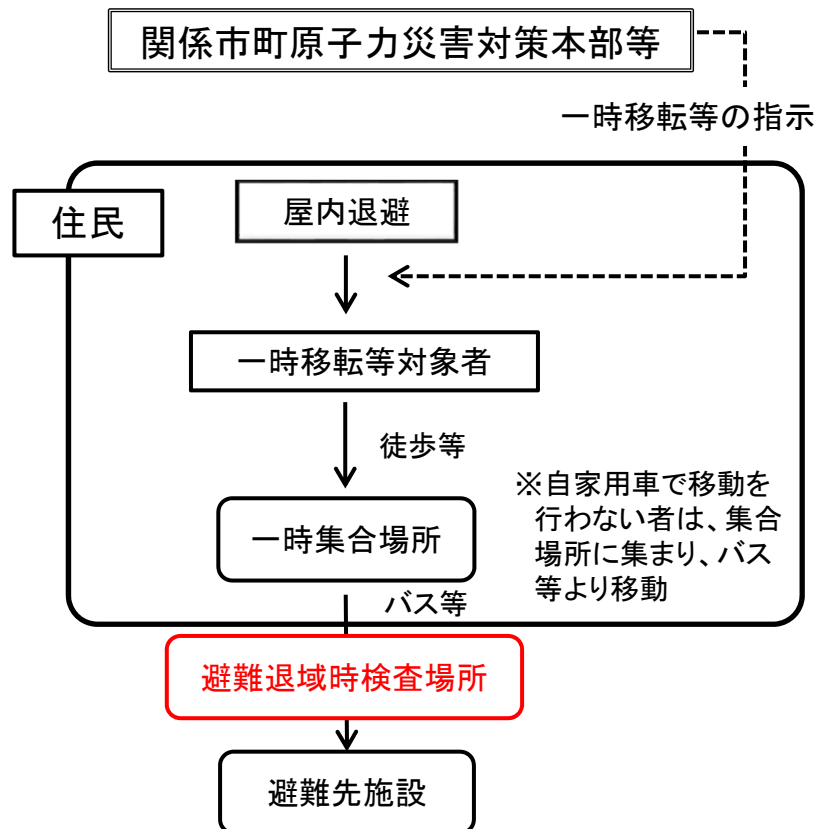 関係市町原子力災害対策本部等
一時移転等の指示
住民
屋内退避
一時移転等対象者
徒歩等
※自家用車で移動を
行わない者は、集合
場所に集まり、バス
等より移動
一時集合場所
バス等
避難退域時検査場所
避難先施設